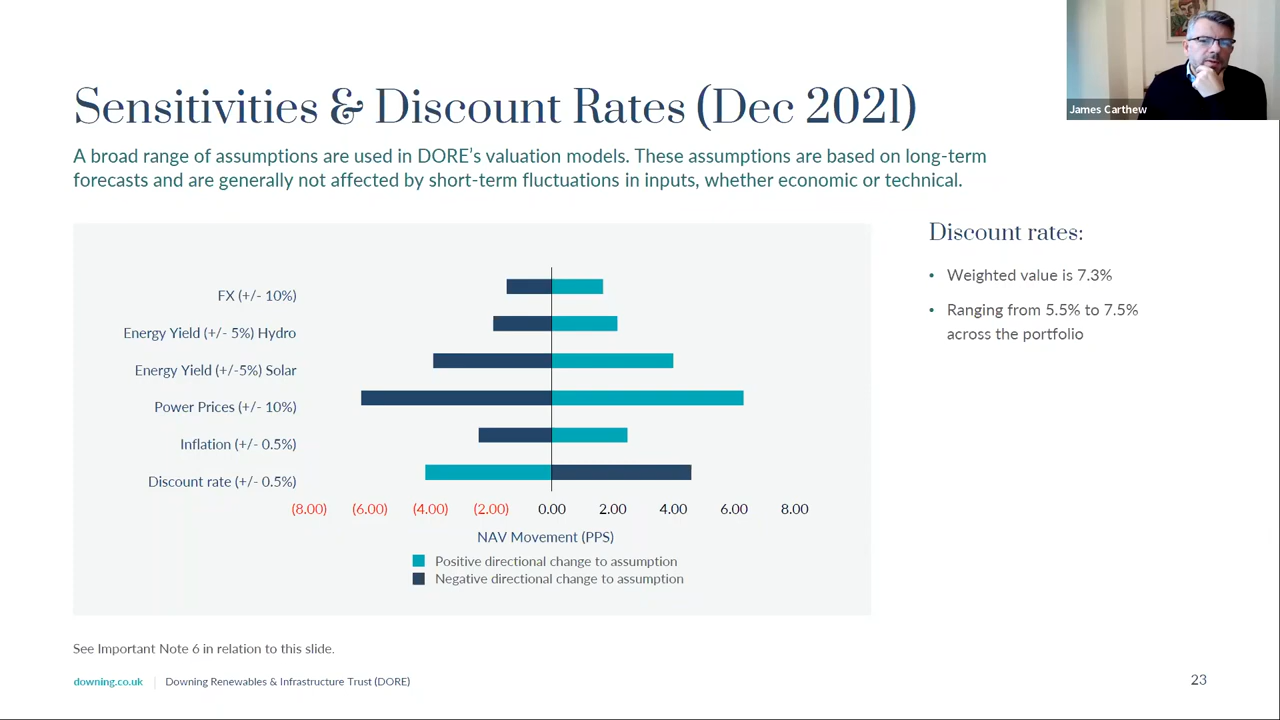 James Carthew
Sensitivities & Discount Rates (Dec 2021)
A broad range of assumptions are used in DORE's valuation models. These assumptions are based on long-term
forecasts and are generally not affected by short-term fluctuations in inputs, whether economic or technical.
FX (+/- 10%)
Energy Yield (+/- 5%) Hydro
Energy Yield (+/-5%) Solar
Power Prices (+/- 10%)
Inflation (+/- 0.5%)
Discount rate (+/- 0.5%)
(8.00) (6.00) (4.00) (2.00) 0.00 2.00 4.00 6.00 8.00
NAV Movement (PPS)
Positive directional change to assumption
Negative directional change to assumption
Discount rates:
• Weighted value is 7.3%
• Ranging from 5.5% to 7.5%
across the portfolio
See Important Note 6 in relation to this slide.
downing.co.uk | Downing Renewables & Infrastructure Trust (DORE)
23